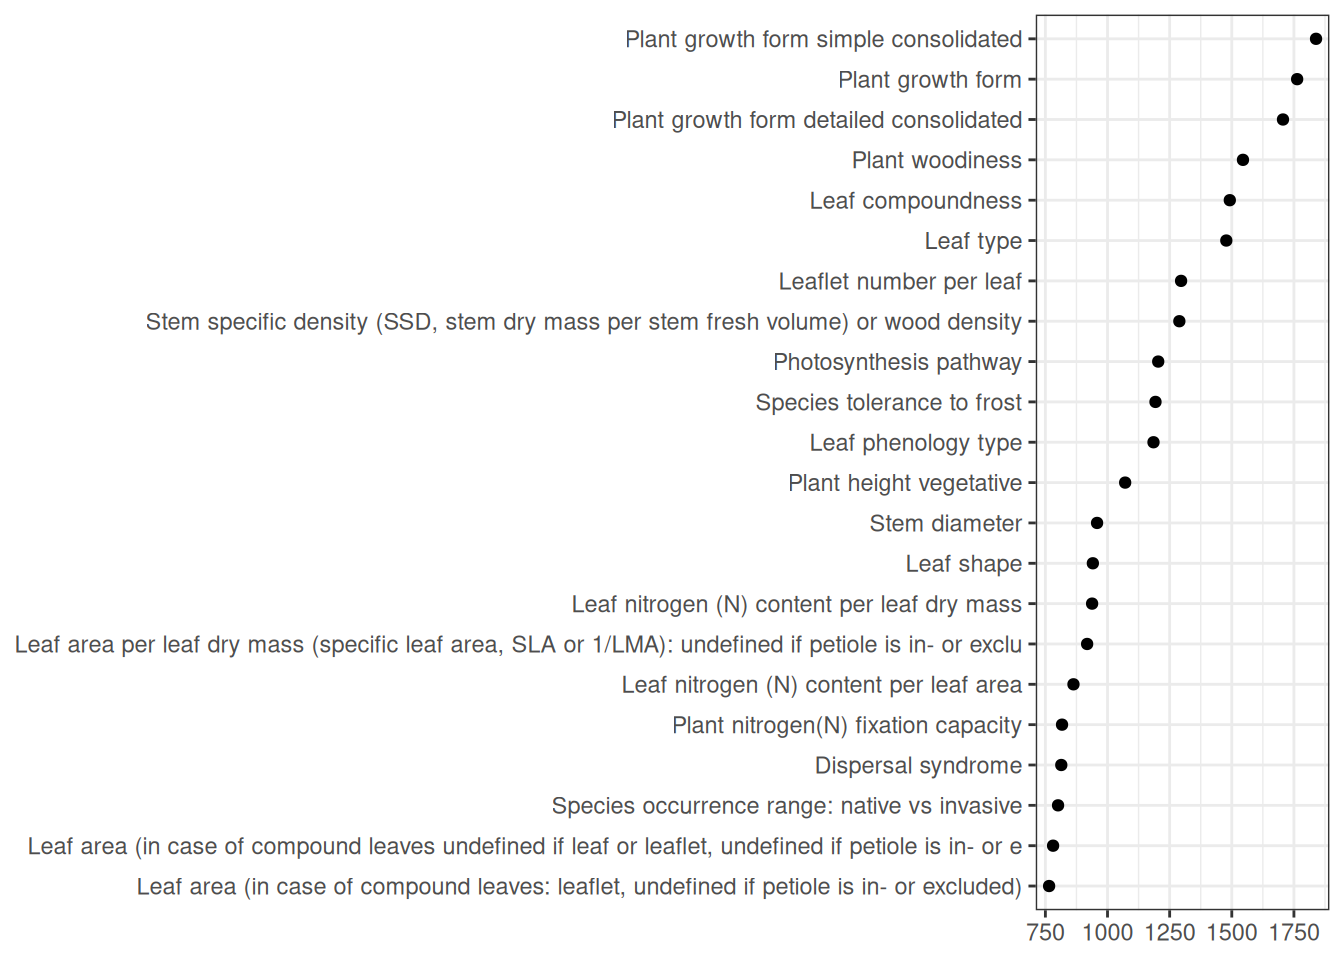 Plant growth form simple consolidated
Plant growth form
Plant growth form detailed consolidated
Plant woodiness
Leaf compoundness
Leaf type
Leaflet number per leaf
Stem specific density (SSD, stem dry mass per stem fresh volume) or wood density
Photosynthesis pathway
Species tolerance to frost
Leaf phenology type
Plant height vegetative
Stem diameter
Leaf shape
Leaf nitrogen (N) content per leaf dry mass
Leaf area per leaf dry mass (specific leaf area, SLA or 1/LMA): undefined if petiole is in- or exclu
Leaf nitrogen (N) content per leaf area
Plant nitrogen(N) fixation capacity
Dispersal syndrome
Species occurrence range: native vs invasive
Leaf area (in case of compound leaves undefined if leaf or leaflet, undefined if petiole is in- or e
Leaf area (in case of compound leaves: leaflet, undefined if petiole is in- or excluded)
750 1000 1250 1500 1750